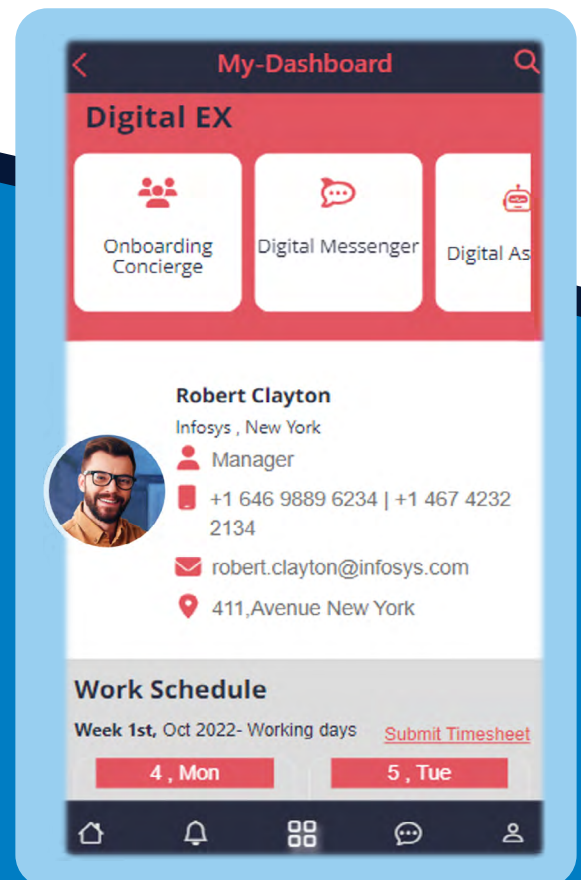 My-Dashboard
Digital EX
Onboarding
Concierge
Digital Messenger
Digital As
Robert Clayton
Infosys , New York
Manager
+1 646 9889 6234 | +1 467 4232
2134
robert.clayton@infosys.com
411,Avenue New York
Work Schedule
Week 1st, Oct 2022- Working days
Submit Timesheet
4 , Mon
5 , Tue